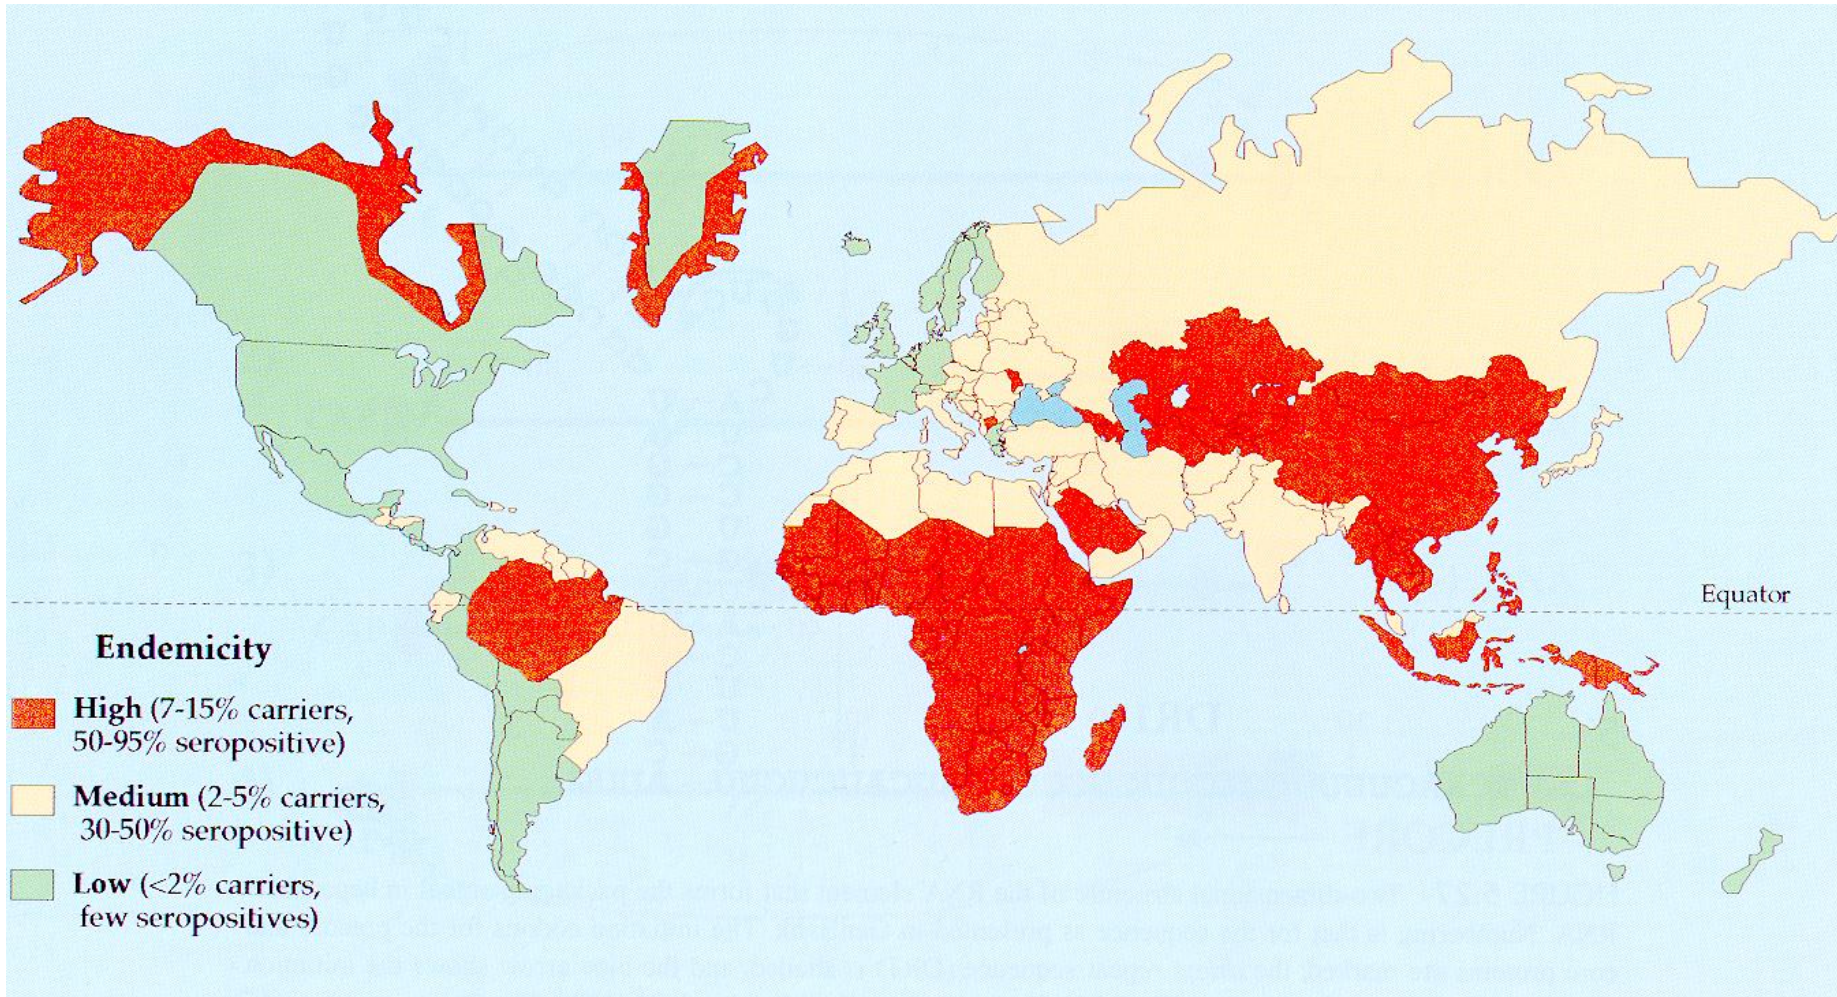 Equator
Endemicity
High (7-15% carriers,
50-95% seropositive)
Medium (2-5% carriers,
30-50% seropositive)
Low (<2% carriers,
few seropositives)